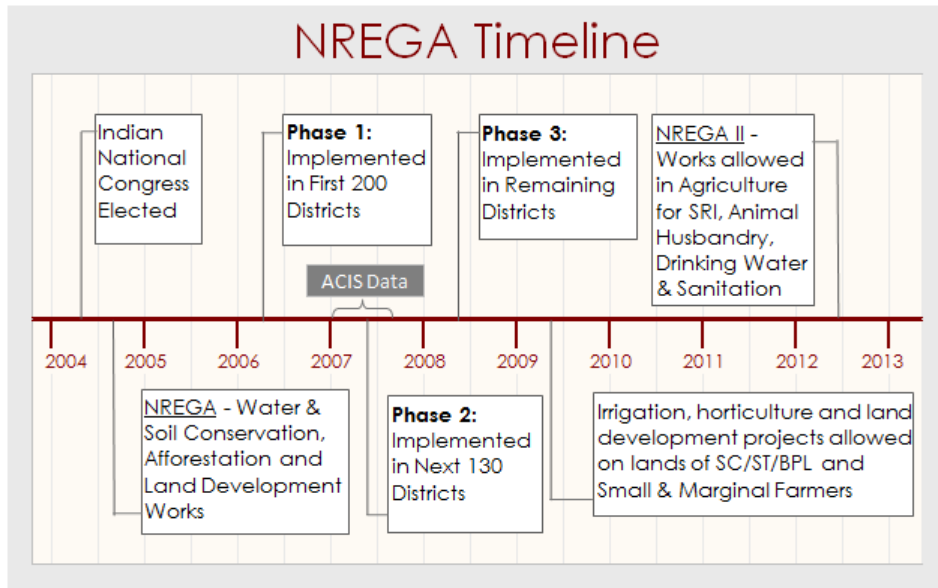 NREGA Timeline
Indian
National
Congress
Elected
Phase 1:
Implemented
in First 200
Districts
Phase 3:
Implemented
in Remaining
Districts
NREGA II -
Works allowed
in Agriculture
for SRI, Animal
Husbandry,
Drinking Water
& Sanitation
ACIS Data
2004 2005 2006 2007 2008 2009 2010 2011 2012 2013
NREGA - Water &
Soil Conservation,
Afforestation and
Land Development
Works
Phase 2:
Implemented
in Next 130
Districts
Irrigation, horticulture and land
development projects allowed
on lands of SC/ST/BPL and
Small & Marginal Farmers